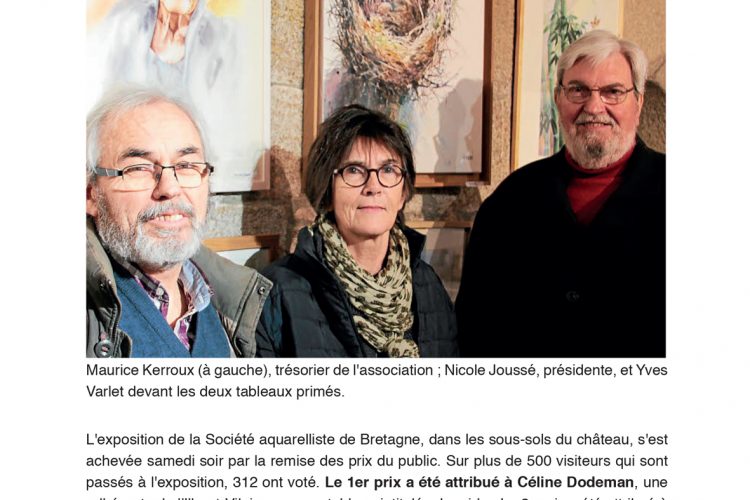 Maurice Kerroux (à gauche), trésorier de l'association ; Nicole Joussé, présidente, et Yves
Varlet devant les deux tableaux primés.
L'exposition de la Société aquarelliste de Bretagne, dans les sous-sols du château, s'est
achevée samedi soir par la remise des prix du public. Sur plus de 500 visiteurs qui sont
passés à l'exposition, 312 ont voté. Le 1er prix a été attribué à Céline Dodeman, une